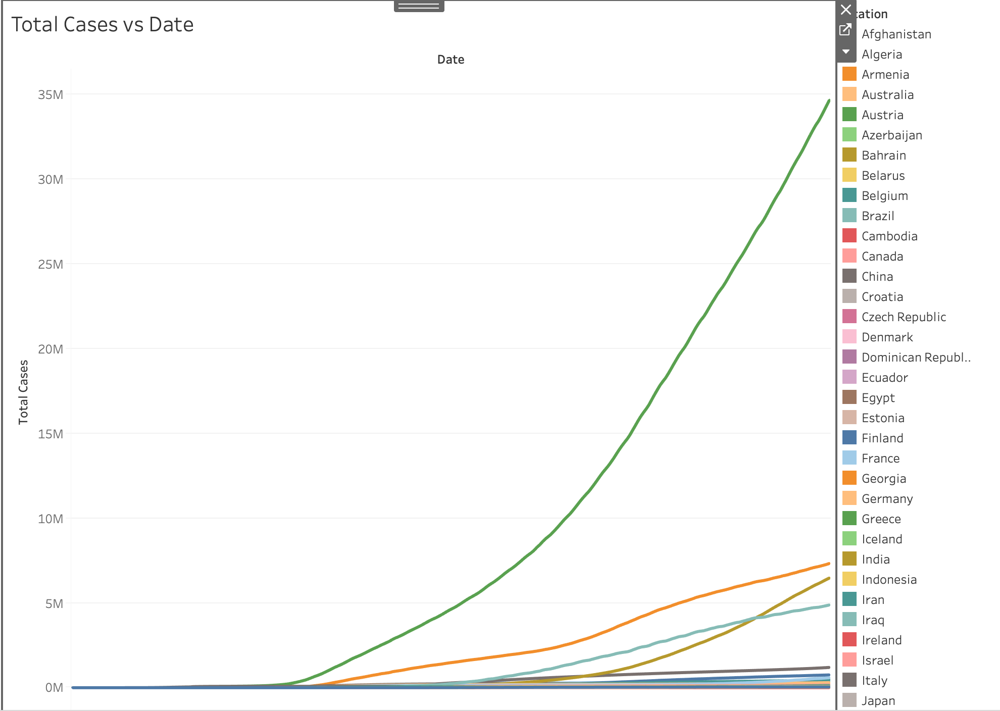 Total Cases vs Date
Date
35M
30M
25M
20M
15M
10M
5M
0M
Total Cases
cation
Afghanistan
Algeria
Armenia
Australia
Austria
Azerbaijan
Bahrain
Belarus
Belgium
Brazil
Cambodia
Canada
China
Croatia
Czech Republic
Denmark
Dominican Republ..
Ecuador
Egypt
Estonia
Finland
France
Georgia
Germany
Greece
Iceland
India
Indonesia
Iran
Iraq
Ireland
Israel
Italy
Japan